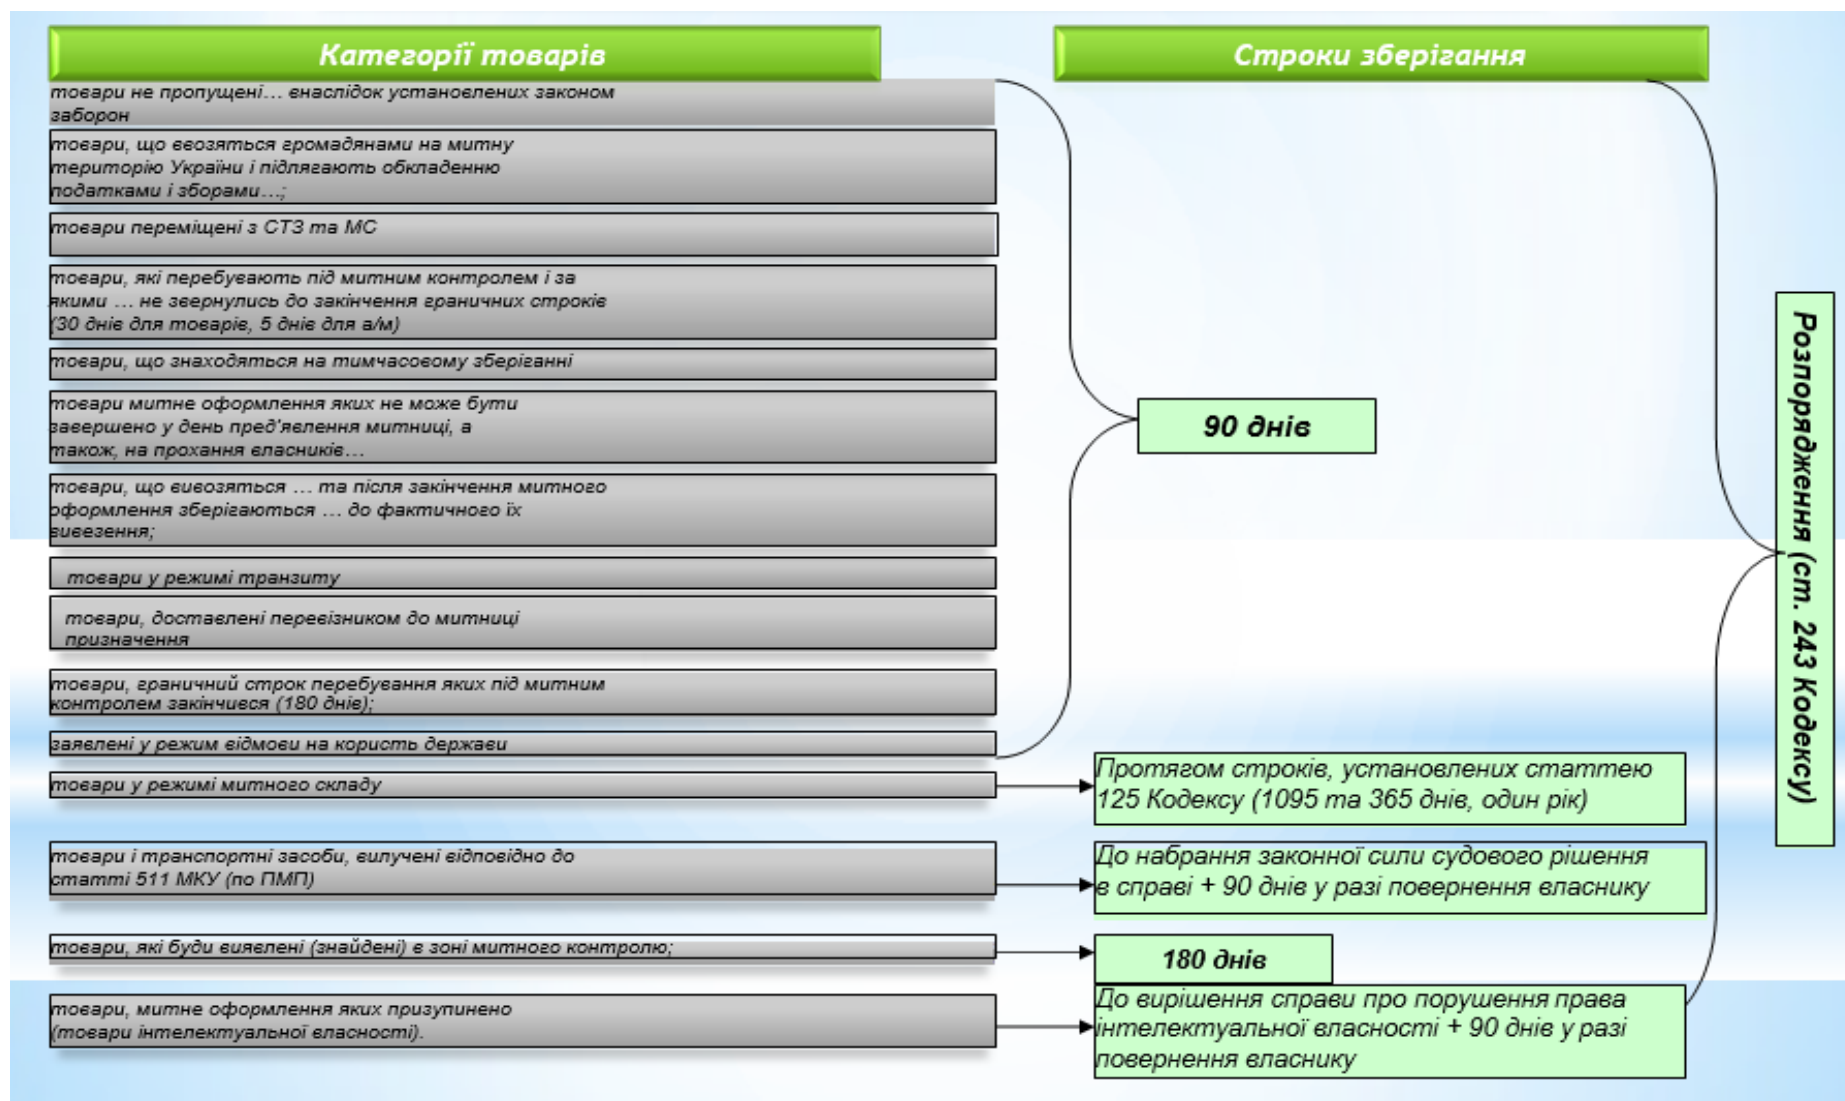 Категорії товарів
Строки зберігання
товари не пропущені... внаслідок установлених законом
заборон
товари, що ввозяться громадянами на митну
територію України і підлягають обкладенню
податками і зборами...;
товари переміщені з СТЗ та МС
товари, які перебувають під митним контролем і за
якими ... не звернулись до закінчення граничних строків
(30 днів для товарів, 5 днів для а/м)
товари, що знаходяться на тимчасовому зберіганні
товари митне оформлення яких не може бути
завершено у день пред'явлення митниці, а
також, на прохання власників...
товари, що вивозяться ... та після закінчення митного
оформлення зберігаються ... до фактичного їх
вивезення;
товари у режимі транзиту
товари, доставлені перевізником до митниці
призначення
товари, граничний строк перебування яких під митним
контролем закінчився (180 днів);
заявлені у режим відмови на користь держави
90 днів
товари у режимі митного складу
Протягом строків, установлених статтею
125 Кодексу (1095 та 365 днів, один рік)
товари і транспортні засоби, вилучені відповідно до
статті 511 МКУ (по ПМП)
До набрання законної сили судового рішення
в справі + 90 днів у разі повернення власнику
товари, які буди виявлені (знайдені) в зоні митного контролю;
180 днів
товари, митне оформлення яких призупинено
(товари інтелектуальної власності).
До вирішення справи про порушення права
інтелектуальної власності + 90 днів у разі
повернення власнику
Розпорядження (ст. 243 Кодексу)